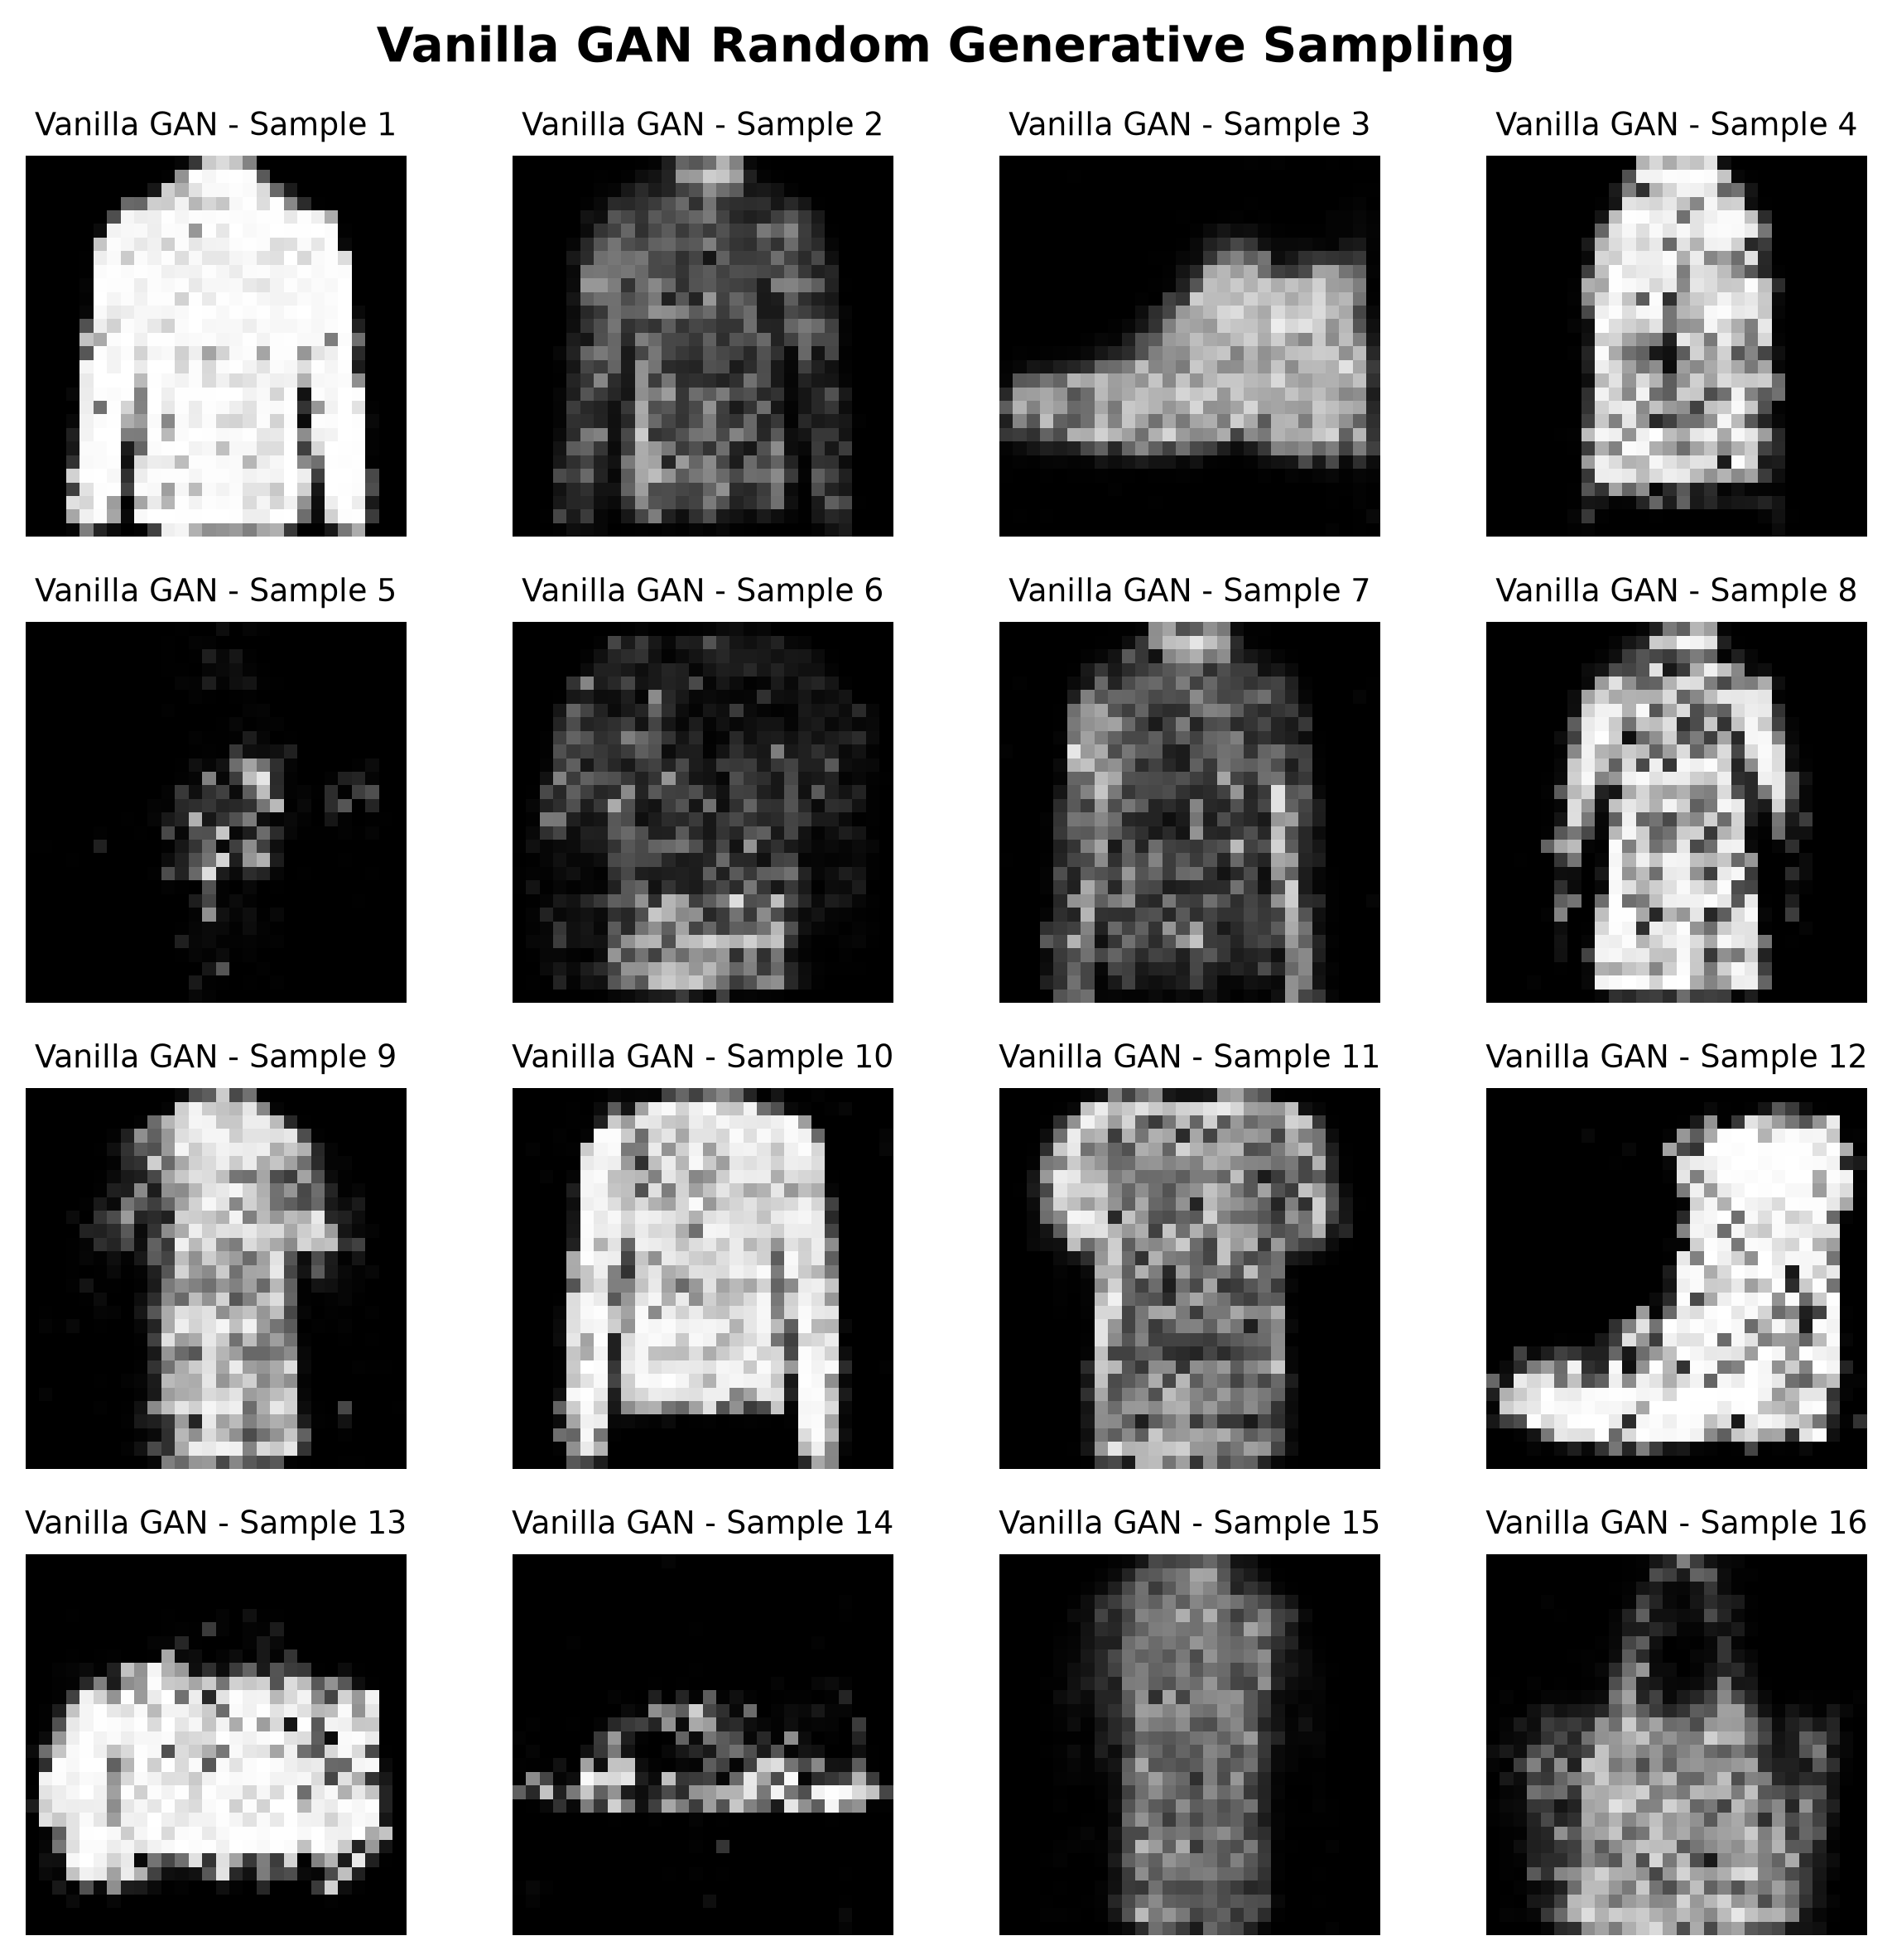 Vanilla GAN Random Generative Sampling
Vanilla GAN - Sample 1
Vanilla GAN - Sample 2
Vanilla GAN - Sample 3
Vanilla GAN - Sample 4
Vanilla GAN - Sample 5
Vanilla GAN - Sample 6
Vanilla GAN - Sample 7
Vanilla GAN - Sample 8
Vanilla GAN - Sample 9
Vanilla GAN - Sample 10
Vanilla GAN - Sample 11
Vanilla GAN - Sample 12
Vanilla GAN - Sample 13
Vanilla GAN - Sample 14
Vanilla GAN - Sample 15
Vanilla GAN - Sample 16